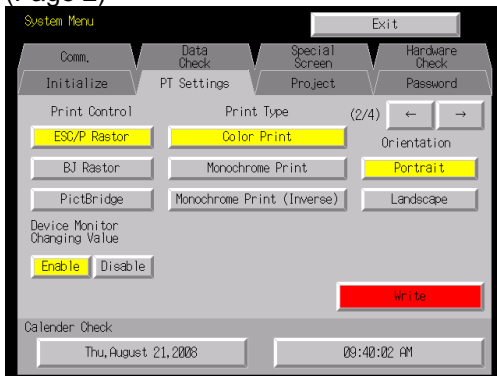 (Page 2)
System Menu
Exit
Comm.
Data
Check
Special
Screen
Hardware
Check
Initialize
PT Settings
Project
Password
Print Control
Print Type
(2/4)
←
→
ESC/P Rastor
Color Print
Orientation
BJ Rastor
Monochrome Print
Portrait
PictBridge
Monochrome Print (Inverse)
Landscape
Device Monitor
Changing Value
Enable
Disable
Write
Calender Check
Thu,August 21,2008
09:40:02 AM